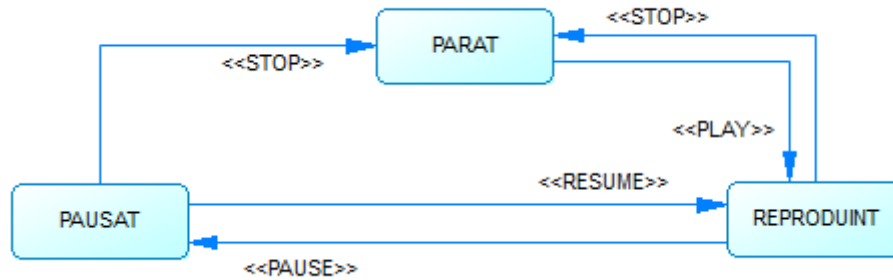 <<STOP>>
PARAT
<<STOP>>
<<PLAY>>
<<RESUME>>
PAUSAT
REPRODUINT
<<PAUSE>>